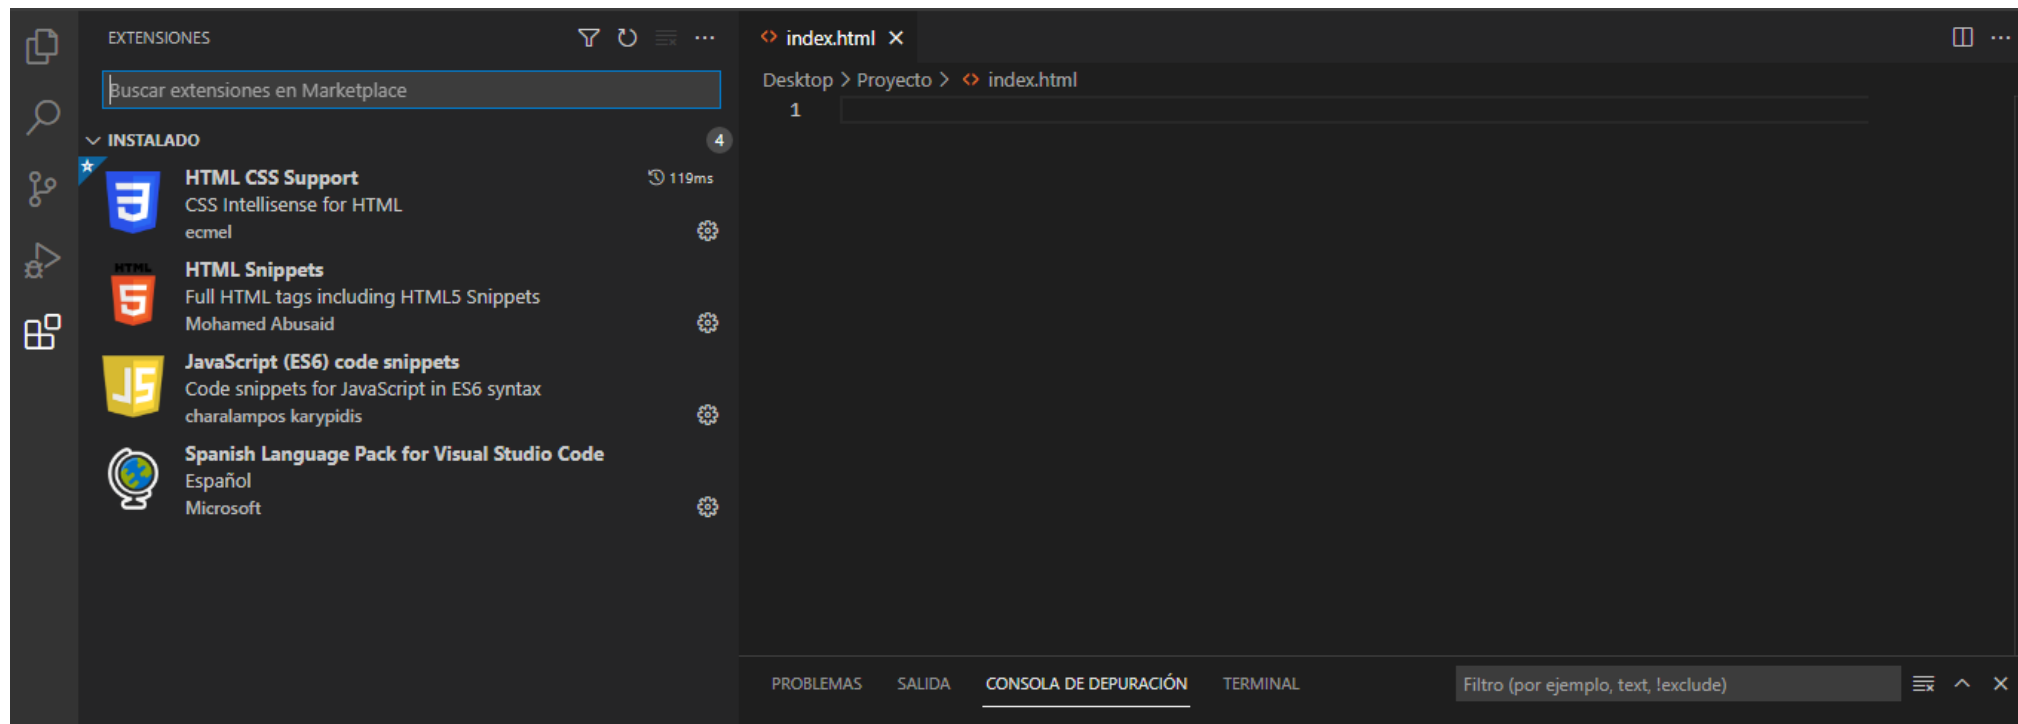 EXTENSIONES
Buscar extensiones en Marketplace
INSTALADO 4
HTML CSS Support 119ms
CSS Intellisense for HTML
ecmel
HTML
HTML Snippets
Full HTML tags including HTML5 Snippets
Mohamed Abusaid
JS
JavaScript (ES6) code snippets
Code snippets for JavaScript in ES6 syntax
charalampos karypidis
Spanish Language Pack for Visual Studio Code
Español
Microsoft
index.html
Desktop > Proyecto > index.html
1
PROBLEMAS SALIDA CONSOLA DE DEPURACIÓN TERMINAL Filtro (por ejemplo, text, !exclude)